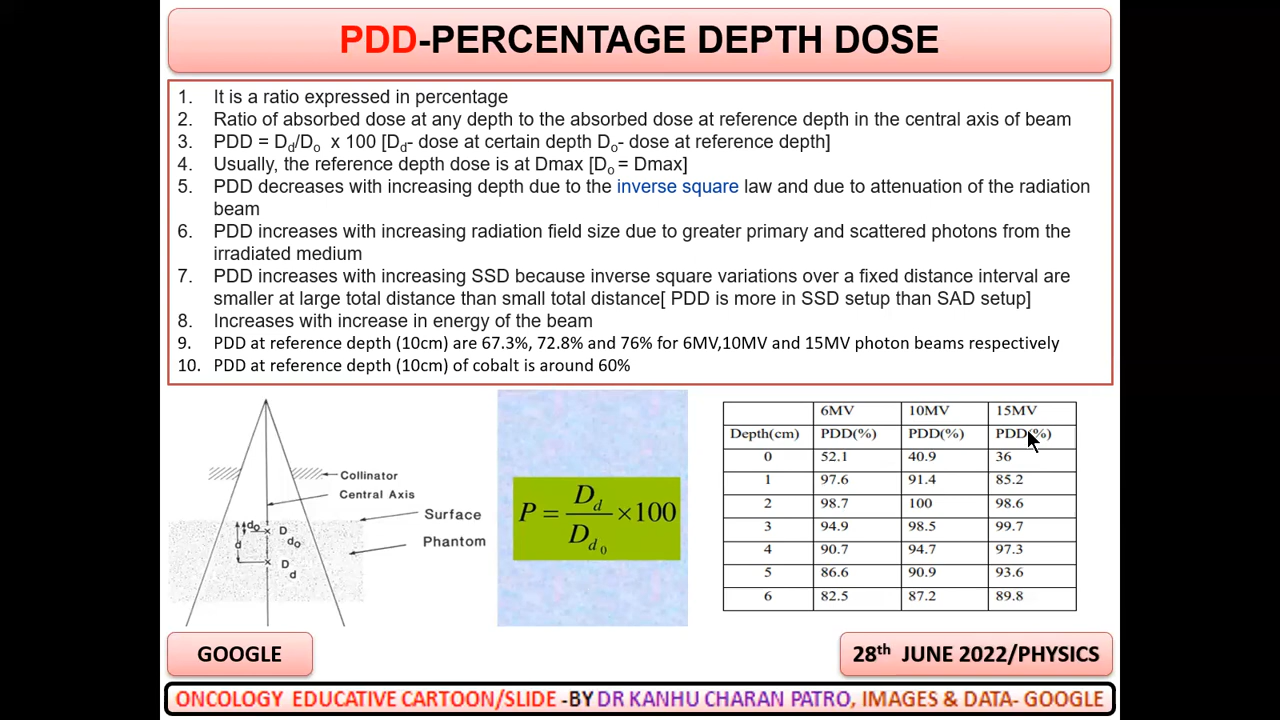 PDD-PERCENTAGE DEPTH DOSE
1. It is a ratio expressed in percentage
2. Ratio of absorbed dose at any depth to the absorbed dose at reference depth in the central axis of beam
3. PDD = Dd/Do x 100 [Dd- dose at certain depth Do- dose at reference depth]
4. Usually, the reference depth dose is at Dmax [Do = Dmax]
5. PDD decreases with increasing depth due to the inverse square law and due to attenuation of the radiation
beam
6. PDD increases with increasing radiation field size due to greater primary and scattered photons from the
irradiated medium
7. PDD increases with increasing SSD because inverse square variations over a fixed distance interval are
smaller at large total distance than small total distance[ PDD is more in SSD setup than SAD setup]
8. Increases with increase in energy of the beam
9. PDD at reference depth (10cm) are 67.3%, 72.8% and 76% for 6MV,10MV and 15MV photon beams respectively
10. PDD at reference depth (10cm) of cobalt is around 60%
Collinator
Central Axis
Surface
Phantom
do
D
do
d
D
d
P = Dd/Dd0 ×100
6MV 10MV 15MV
Depth(cm) PDD(%) PDD(%) PDD(%)
0 52.1 40.9 36
1 97.6 91.4 85.2
2 98.7 100 98.6
3 94.9 98.5 99.7
4 90.7 94.7 97.3
5 86.6 90.9 93.6
6 82.5 87.2 89.8
GOOGLE
28th JUNE 2022/PHYSICS
ONCOLOGY EDUCATIVE CARTOON/SLIDE -BY DR KANHU CHARAN PATRO, IMAGES & DATA- GOOGLE